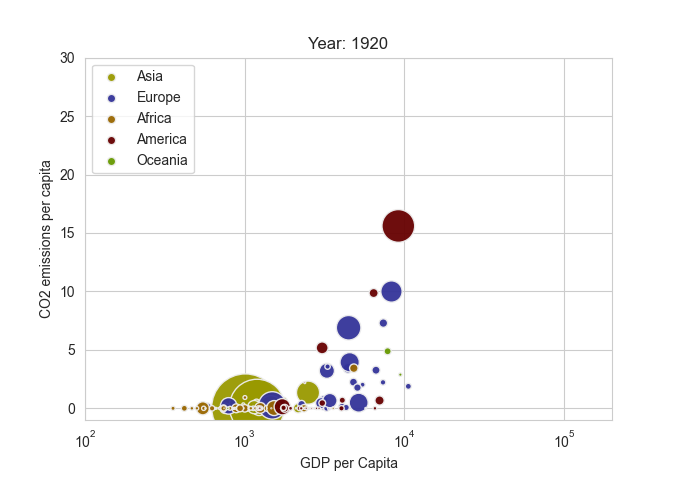 Year: 1920
CO2 emissions per capita
30
25
20
15
10
5
0
Asia
Europe
Africa
America
Oceania
10²
10³
10⁴
10⁵
GDP per Capita